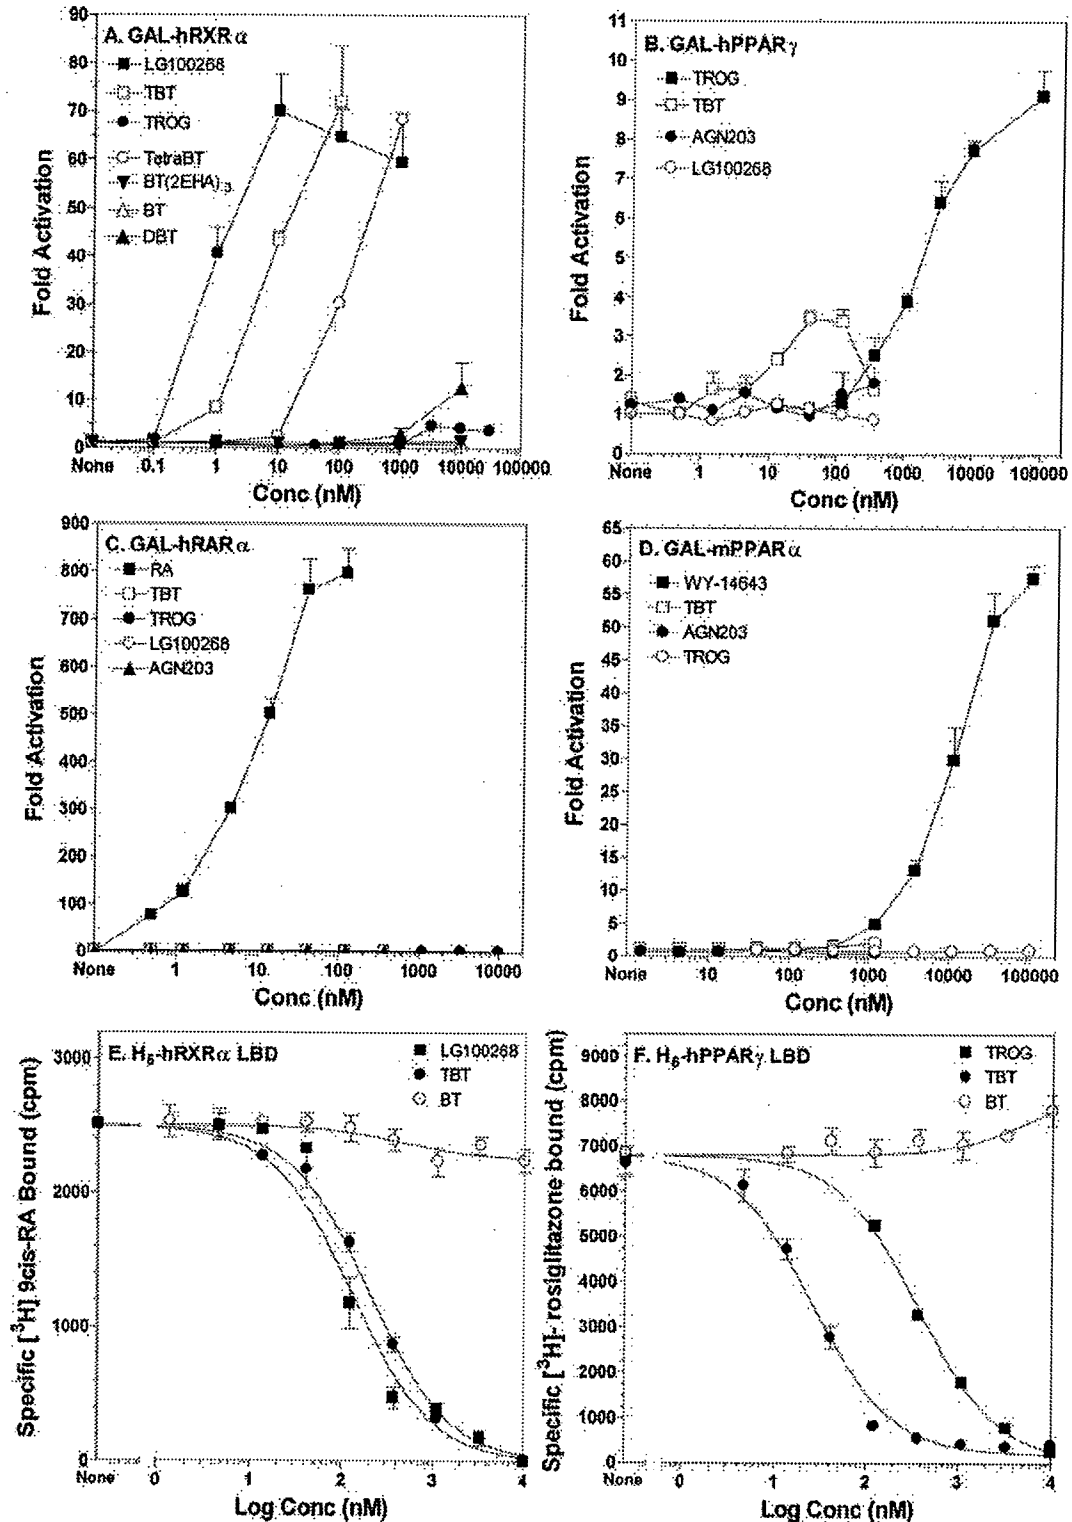 A. GAL-hRXRα
LG100268
TBT
TROG
TetraBT
BT(2EHA)3
BT
DBT
Fold Activation
90
80
70
60
50
40
30
20
10
0
None 0.1 1 10 100 1000 10000 100000
Conc (nM)
B. GAL-hPPARγ
TROG
TBT
AGN203
LG100268
Fold Activation
11
10
9
8
7
6
5
4
3
2
1
0
None 1 10 100 1000 10000 100000
Conc (nM)
C. GAL-hRARα
RA
TBT
TROG
LG100268
AGN203
Fold Activation
900
800
700
600
500
400
300
200
100
0
None 1 10 100 1000 10000
Conc (nM)
D. GAL-mPPARα
WY-14643
TBT
AGN203
TROG
Fold Activation
65
60
55
50
45
40
35
30
25
20
15
10
5
0
None 10 100 1000 10000 100000
Conc (nM)
E. H6-hRXRα LBD
LG100268
TBT
BT
Specific [3H] 9cis-RA Bound (cpm)
3000
2000
1000
0
None 0 1 2 3 4
Log Conc (nM)
F. H6-hPPARγ LBD
TROG
TBT
BT
Specific [3H]- rosiglitazone bound (cpm)
9000
8000
7000
6000
5000
4000
3000
2000
1000
0
None 0 1 2 3 4
Log Conc (nM)